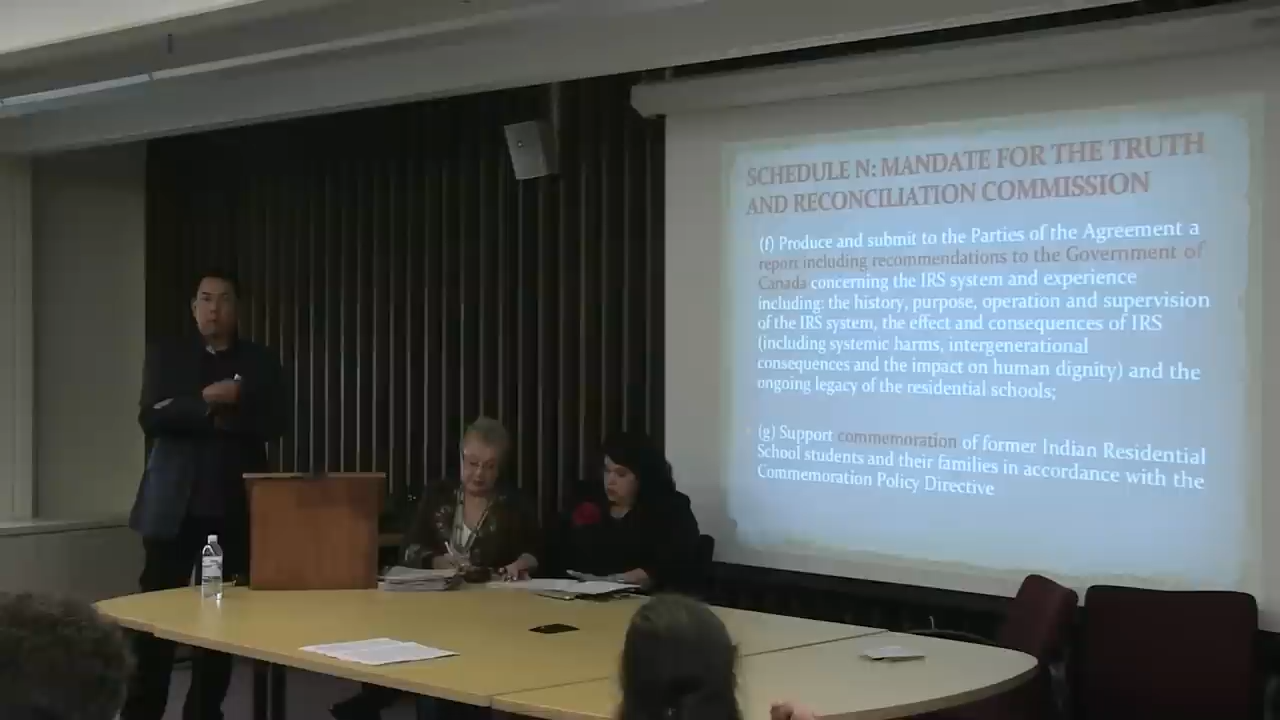 SCHEDULE N: MANDATE FOR THE TRUTH
AND RECONCILIATION COMMISSION
(f) Produce and submit to the Parties of the Agreement a
report including recommendations to the Government of
Canada concerning the IRS system and experience
including: the history, purpose, operation and supervision
of the IRS system, the effect and consequences of IRS
(including systemic harms, intergenerational
consequences and the impact on human dignity) and the
ongoing legacy of the residential schools;
(g) Support commemoration of former Indian Residential
School students and their families in accordance with the
Commemoration Policy Directive